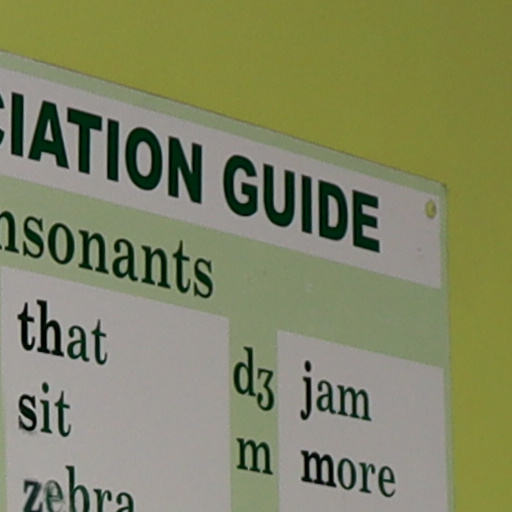 CIATION GUIDE
nsonants
that
sit
zebra
dʒ jam
m more